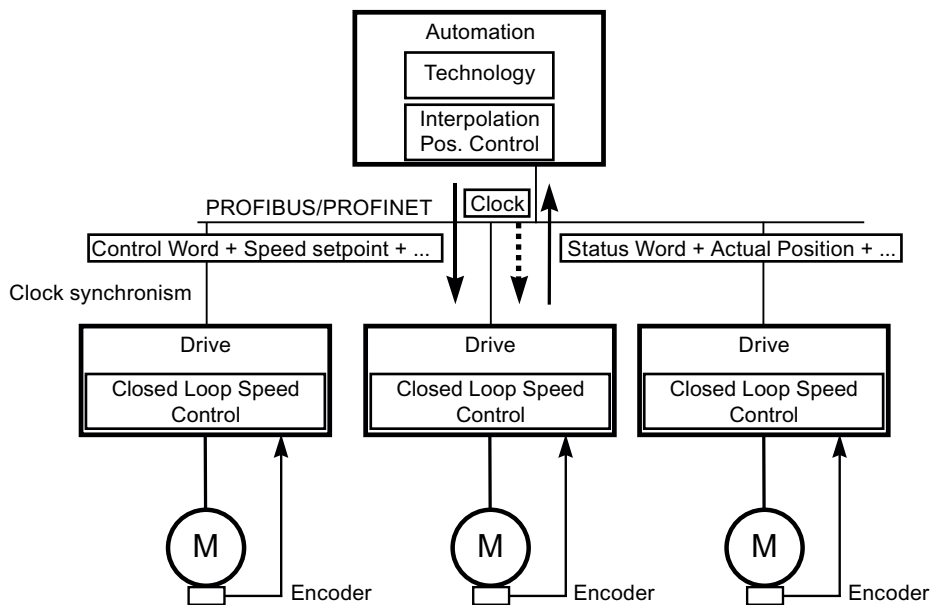 Automation
Technology
Interpolation
Pos. Control
PROFIBUS/PROFINET
Clock
Control Word + Speed setpoint + ...
Status Word + Actual Position + ...
Clock synchronism
Drive
Closed Loop Speed
Control
Drive
Closed Loop Speed
Control
Drive
Closed Loop Speed
Control
M
M
M
Encoder
Encoder
Encoder